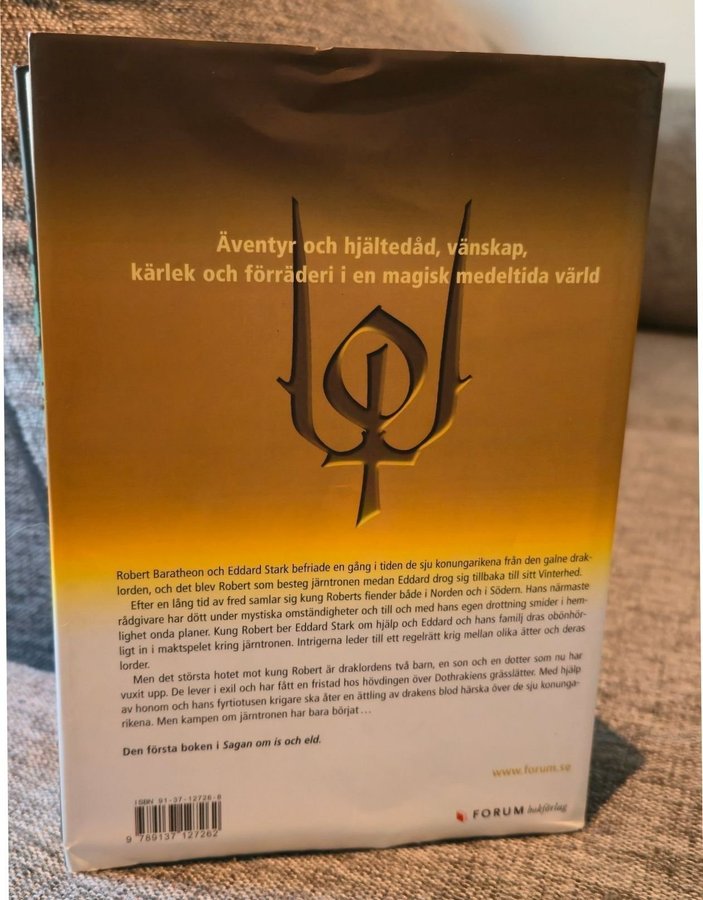 Äventyr och hjältedåd, vänskap,
kärlek och förräderi i en magisk medeltida värld
Robert Baratheon och Eddard Stark befriade en gång i tiden de sju konungarikena från den galne drak-
lorden, och det blev Robert som besteg järntronen medan Eddard drog sig tillbaka till sitt Vinterhed.
Efter en lång tid av fred samlar sig kung Roberts fiender både i Norden och i Södern. Hans närmaste
rådgivare har dött under mystiska omständigheter och till och med hans egen drottning smider i hem-
lighet onda planer. Kung Robert ber Eddard Stark om hjälp och Eddard och hans familj dras obönhör-
ligt in i maktspelet kring järntronen. Intrigerna leder till ett regelrätt krig mellan olika ätter och deras
lorder.
Men det största hotet mot kung Robert är draklordens två barn, en son och en dotter som nu har
vuxit upp. De lever i exil och har fått en fristad hos hövdingen över Dothrakiens grässlätter. Med hjälp
av honom och hans fyrtiotusen krigare ska åter en ättling av drakens blod härska över de sju konunga-
rikena. Men kampen om järntronen har bara börjat ...
Den första boken i Sagan om is och eld.
www.forum.se
ISBN 91-37-12726-8
FORUM bokförlag
9 789137 127262